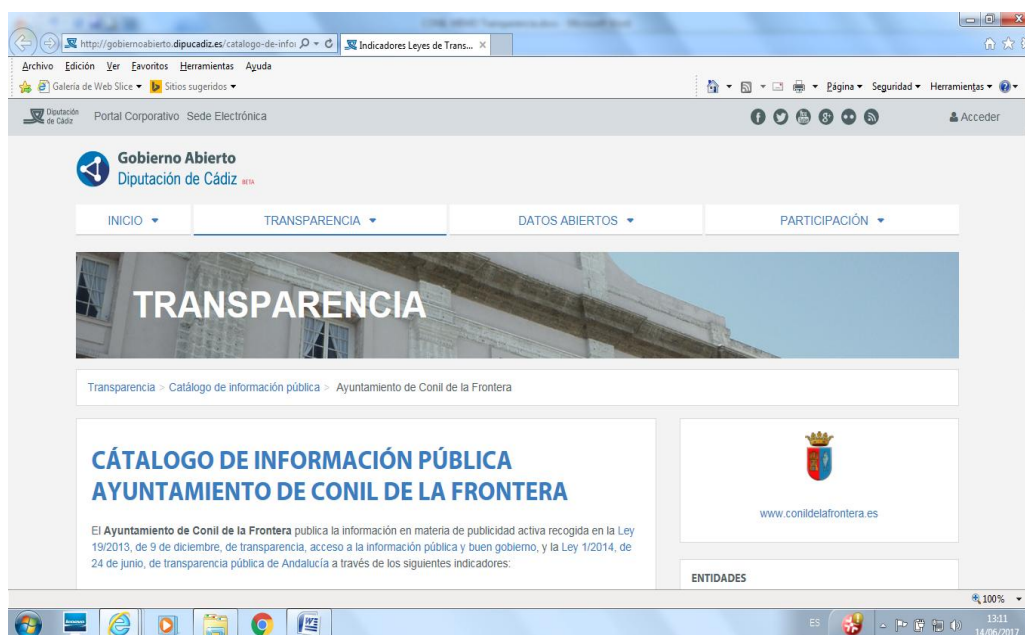 http://gobiernoabierto.dipucadiz.es/catalogo-de-infor
Indicadores Leyes de Trans...
Archivo Edición Ver Favoritos Herramientas Ayuda
Galería de Web Slice Sitios sugeridos
Página Seguridad Herramientas
Diputación de Cádiz
Portal Corporativo Sede Electrónica
Acceder
Gobierno Abierto
Diputación de Cádiz BETA
INICIO TRANSPARENCIA DATOS ABIERTOS PARTICIPACIÓN
TRANSPARENCIA
Transparencia > Catálogo de información pública > Ayuntamiento de Conil de la Frontera
CÁTALOGO DE INFORMACIÓN PÚBLICA
AYUNTAMIENTO DE CONIL DE LA FRONTERA
El Ayuntamiento de Conil de la Frontera publica la información en materia de publicidad activa recogida en la Ley
19/2013, de 9 de diciembre, de transparencia, acceso a la información pública y buen gobierno, y la Ley 1/2014, de
24 de junio, de transparencia pública de Andalucía a través de los siguientes indicadores:
www.conildelafrontera.es
ENTIDADES
100%
ES
13:11
14/06/2017